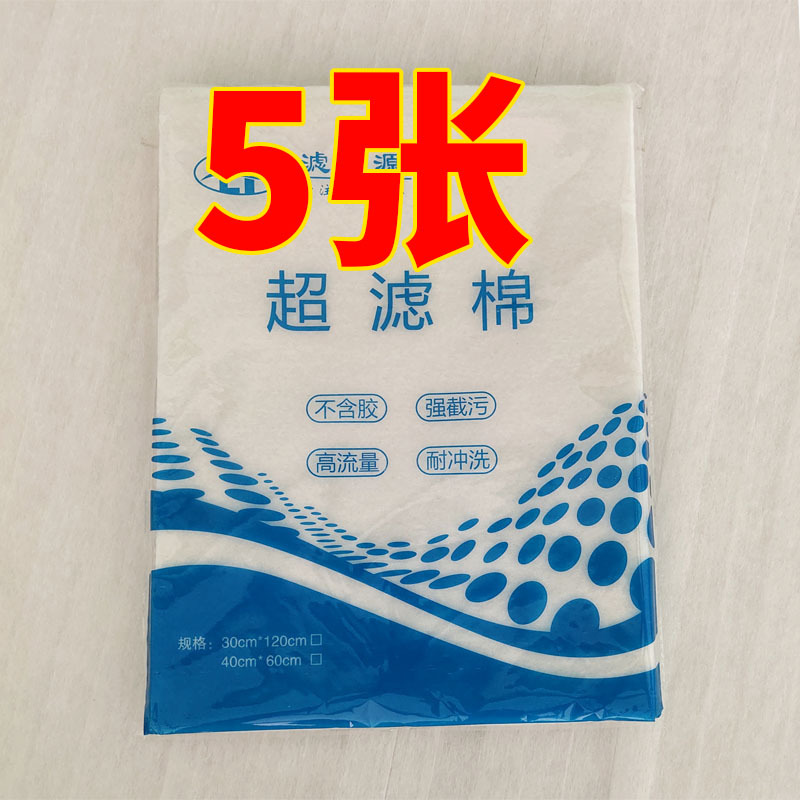 5张
滤 源
超滤棉
不含胶 强截污
高流量 耐冲洗
规格：30cm*120cm□
40cm*60cm□